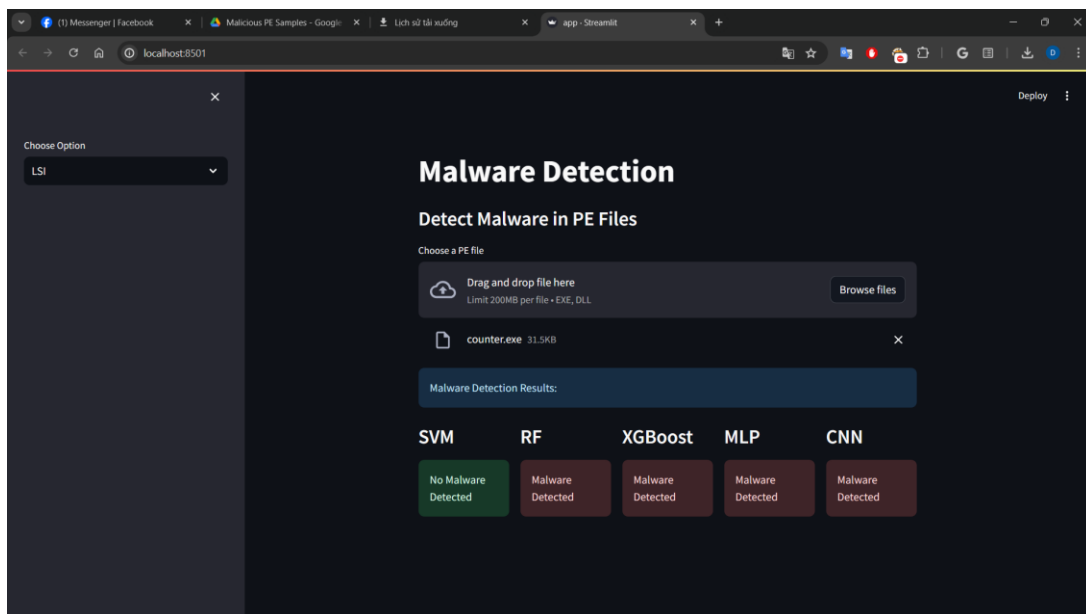 (1) Messenger | Facebook
Malicious PE Samples - Google
Lịch sử tải xuống
app · Streamlit
localhost:8501
Deploy
Choose Option
LSI
Malware Detection
Detect Malware in PE Files
Choose a PE file
Drag and drop file here
Limit 200MB per file • EXE, DLL
Browse files
counter.exe 31.5KB
Malware Detection Results:
SVM RF XGBoost MLP CNN
No Malware Malware Malware Malware Malware
Detected Detected Detected Detected Detected